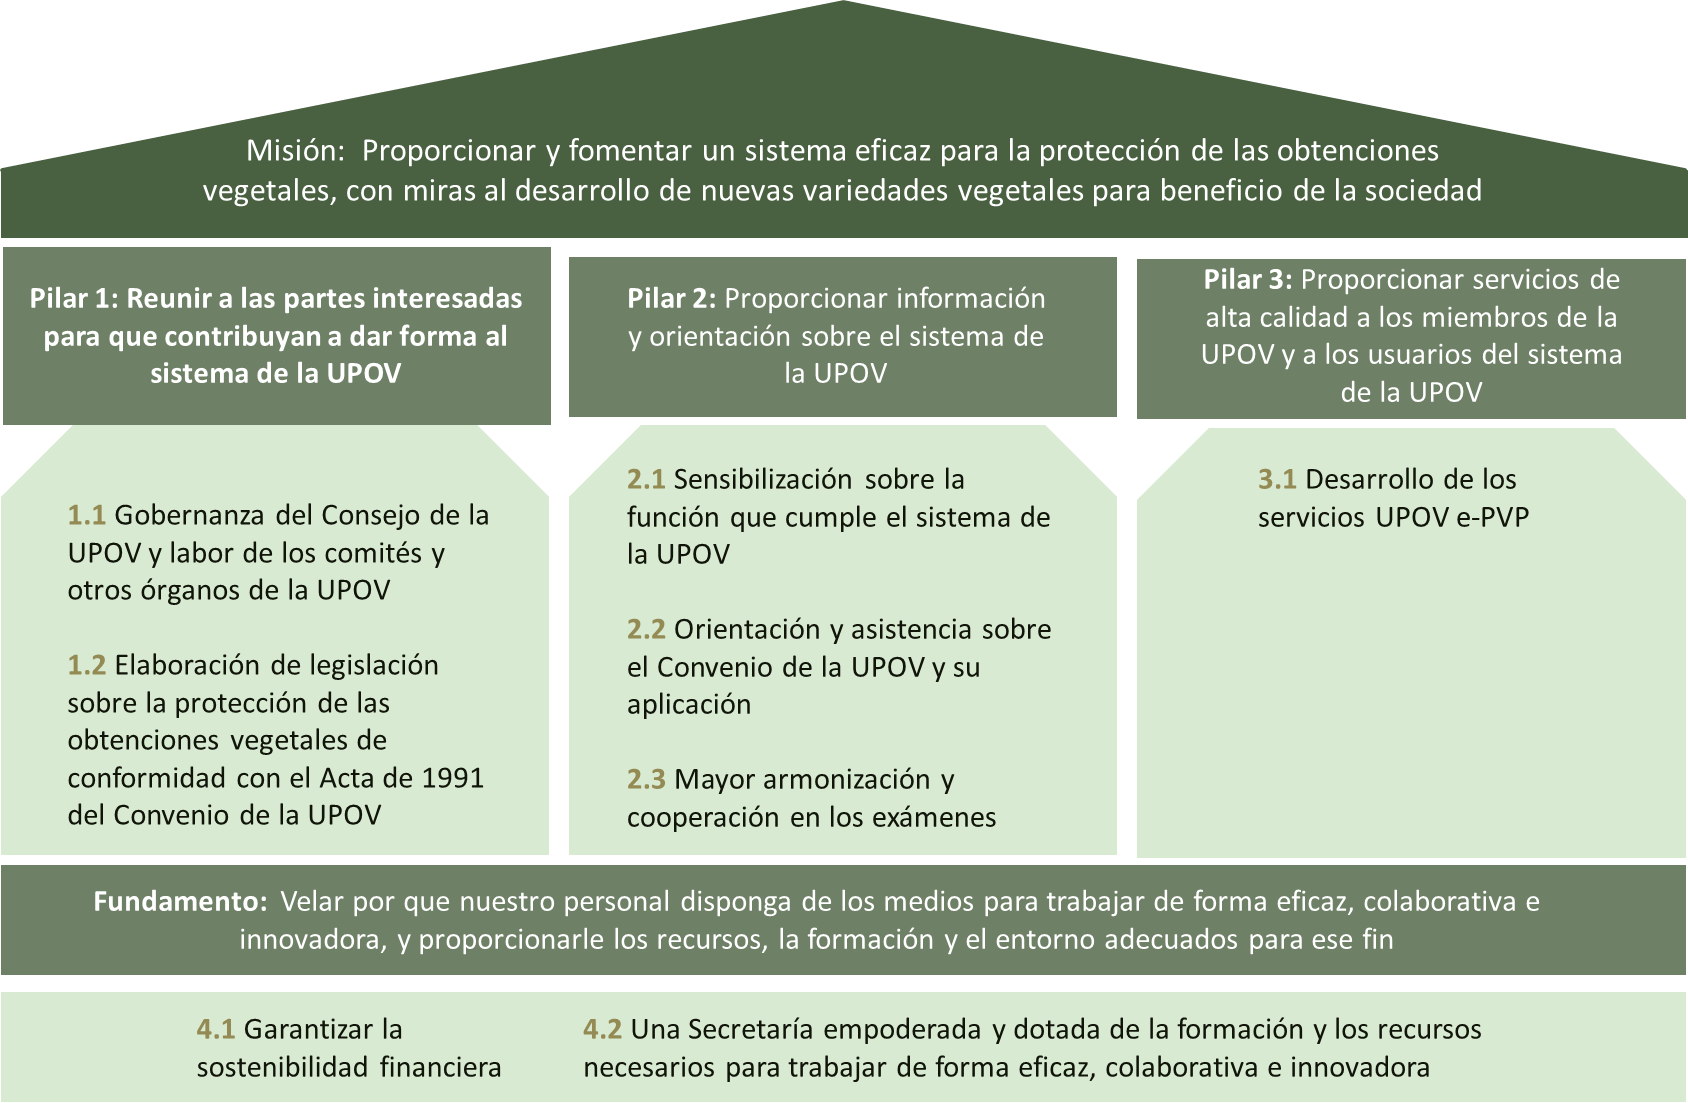 Misión: Proporcionar y fomentar un sistema eficaz para la protección de las obtenciones
vegetales, con miras al desarrollo de nuevas variedades vegetales para beneficio de la sociedad
Pilar 1: Reunir a las partes interesadas
para que contribuyan a dar forma al
sistema de la UPOV
1.1 Gobernanza del Consejo de la
UPOV y labor de los comités y
otros órganos de la UPOV
1.2 Elaboración de legislación
sobre la protección de las
obtenciones vegetales de
conformidad con el Acta de 1991
del Convenio de la UPOV
Pilar 2: Proporcionar información
y orientación sobre el sistema de
la UPOV
2.1 Sensibilización sobre la
función que cumple el sistema de
la UPOV
2.2 Orientación y asistencia sobre
el Convenio de la UPOV y su
aplicación
2.3 Mayor armonización y
cooperación en los exámenes
Pilar 3: Proporcionar servicios de
alta calidad a los miembros de la
UPOV y a los usuarios del sistema
de la UPOV
3.1 Desarrollo de los
servicios UPOV e-PVP
Fundamento: Velar por que nuestro personal disponga de los medios para trabajar de forma eficaz, colaborativa e
innovadora, y proporcionarle los recursos, la formación y el entorno adecuados para ese fin
4.1 Garantizar la
sostenibilidad financiera
4.2 Una Secretaría empoderada y dotada de la formación y los recursos
necesarios para trabajar de forma eficaz, colaborativa e innovadora